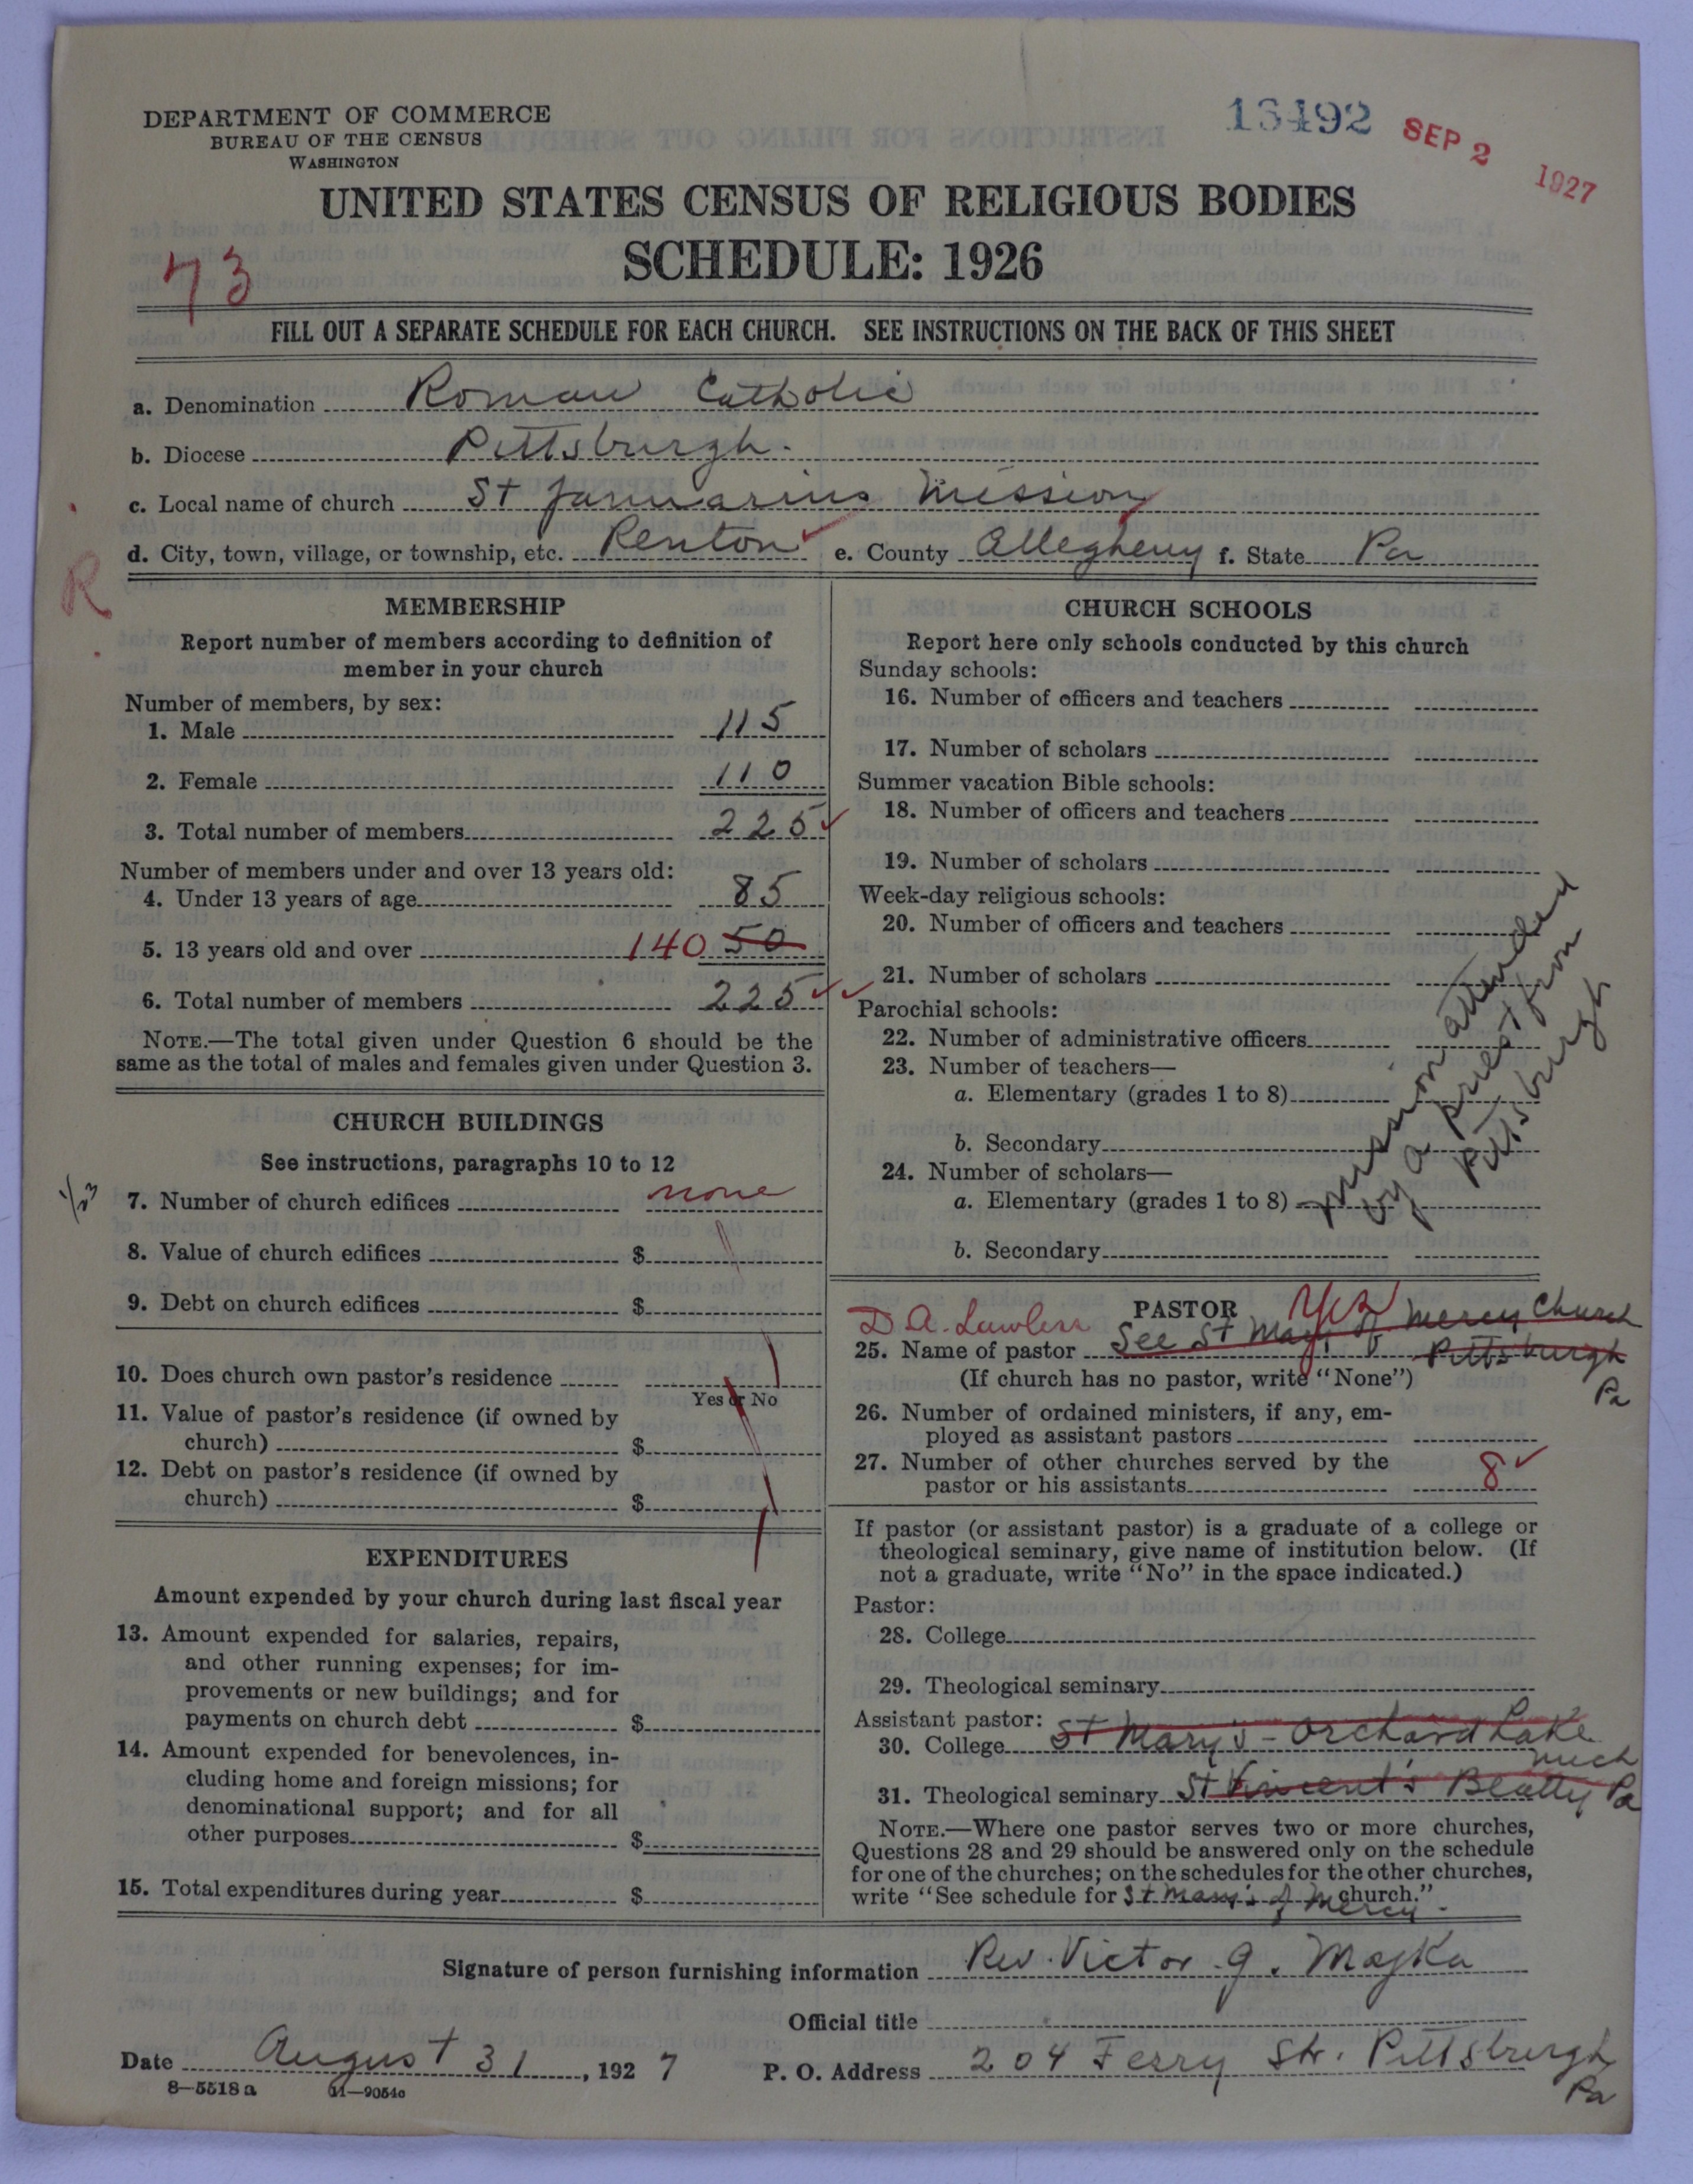 DEPARTMENT OF COMMERCE
BUREAU OF THE CENSUS
WASHINGTON
13492
SEP 2 1927
UNITED STATES CENSUS OF RELIGIOUS BODIES
SCHEDULE: 1926
73
FILL OUT A SEPARATE SCHEDULE FOR EACH CHURCH. SEE INSTRUCTIONS ON THE BACK OF THIS SHEET
a. Denomination Roman Catholic
b. Diocese Pittsburgh.
c. Local name of church St Januarius Mission
d. City, town, village, or township, etc. Renton e. County Allegheny f. State Pa
R
MEMBERSHIP
Report number of members according to definition of
member in your church
Number of members, by sex:
1. Male 115
2. Female 110
3. Total number of members 225
Number of members under and over 13 years old:
4. Under 13 years of age 85
5. 13 years old and over 140 50
6. Total number of members 225
NOTE.—The total given under Question 6 should be the
same as the total of males and females given under Question 3.
CHURCH BUILDINGS
See instructions, paragraphs 10 to 12
7. Number of church edifices none
8. Value of church edifices $
9. Debt on church edifices $
10. Does church own pastor's residence
Yes or No
11. Value of pastor's residence (if owned by
church) $
12. Debt on pastor's residence (if owned by
church) $
EXPENDITURES
Amount expended by your church during last fiscal year
13. Amount expended for salaries, repairs,
and other running expenses; for im-
provements or new buildings; and for
payments on church debt $
14. Amount expended for benevolences, in-
cluding home and foreign missions; for
denominational support; and for all
other purposes $
15. Total expenditures during year $
CHURCH SCHOOLS
Report here only schools conducted by this church
Sunday schools:
16. Number of officers and teachers
17. Number of scholars
Summer vacation Bible schools:
18. Number of officers and teachers
19. Number of scholars
Week-day religious schools:
20. Number of officers and teachers
21. Number of scholars
Parochial schools:
22. Number of administrative officers
23. Number of teachers—
a. Elementary (grades 1 to 8)
b. Secondary
24. Number of scholars—
a. Elementary (grades 1 to 8)
b. Secondary
Mission attended
by a priest from
Pittsburgh
PASTOR
D. A. Lawless Yes
25. Name of pastor See St Mary of Mercy Church
Pittsburgh
Pa
(If church has no pastor, write "None")
26. Number of ordained ministers, if any, em-
ployed as assistant pastors
27. Number of other churches served by the
pastor or his assistants 8
If pastor (or assistant pastor) is a graduate of a college or
theological seminary, give name of institution below. (If
not a graduate, write "No" in the space indicated.)
Pastor:
28. College
29. Theological seminary
Assistant pastor:
30. College St Mary's - Orchard Lake
Mich
31. Theological seminary St Vincent's Beatty Pa
NOTE.—Where one pastor serves two or more churches,
Questions 28 and 29 should be answered only on the schedule
for one of the churches; on the schedules for the other churches,
write "See schedule for St Mary's of Mercy church."
Signature of person furnishing information Rev. Victor G. Majka
Official title
Date August 31, 1927 P. O. Address 204 Ferry Str. Pittsburgh
Pa
8—5518a 11—9054c